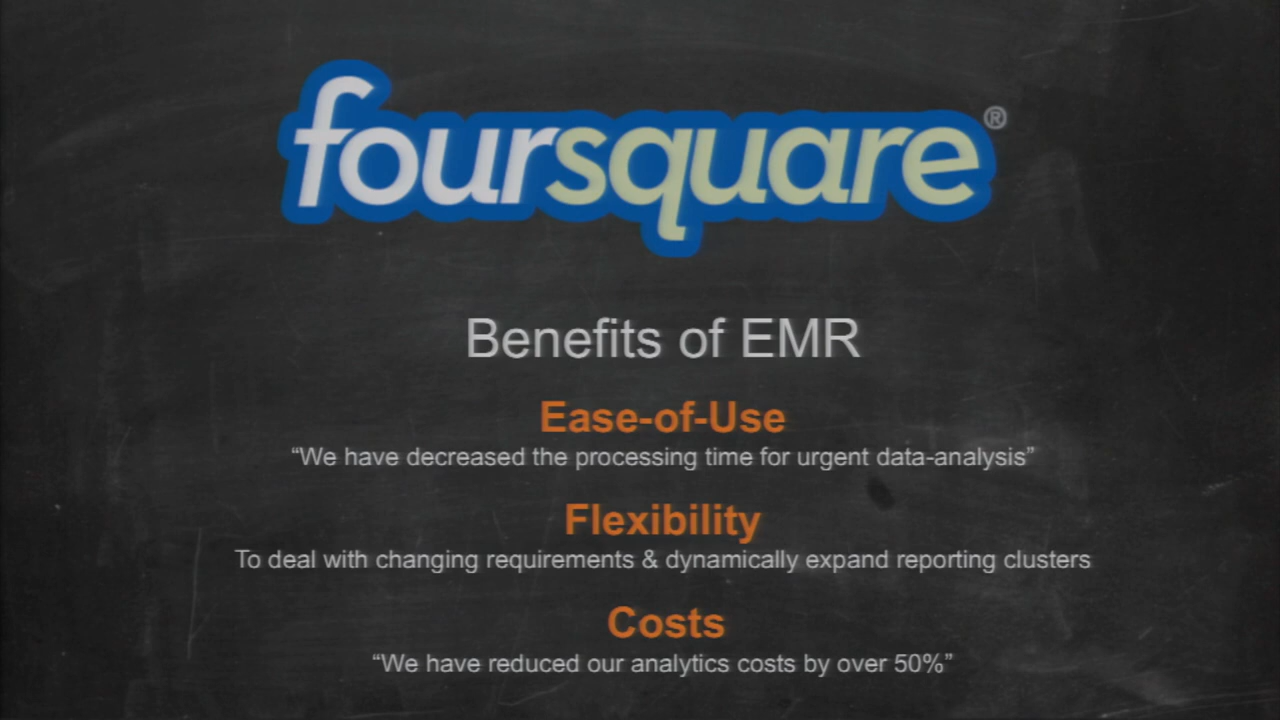 foursquare®
Benefits of EMR
Ease-of-Use
“We have decreased the processing time for urgent data-analysis”
Flexibility
To deal with changing requirements & dynamically expand reporting clusters
Costs
“We have reduced our analytics costs by over 50%”